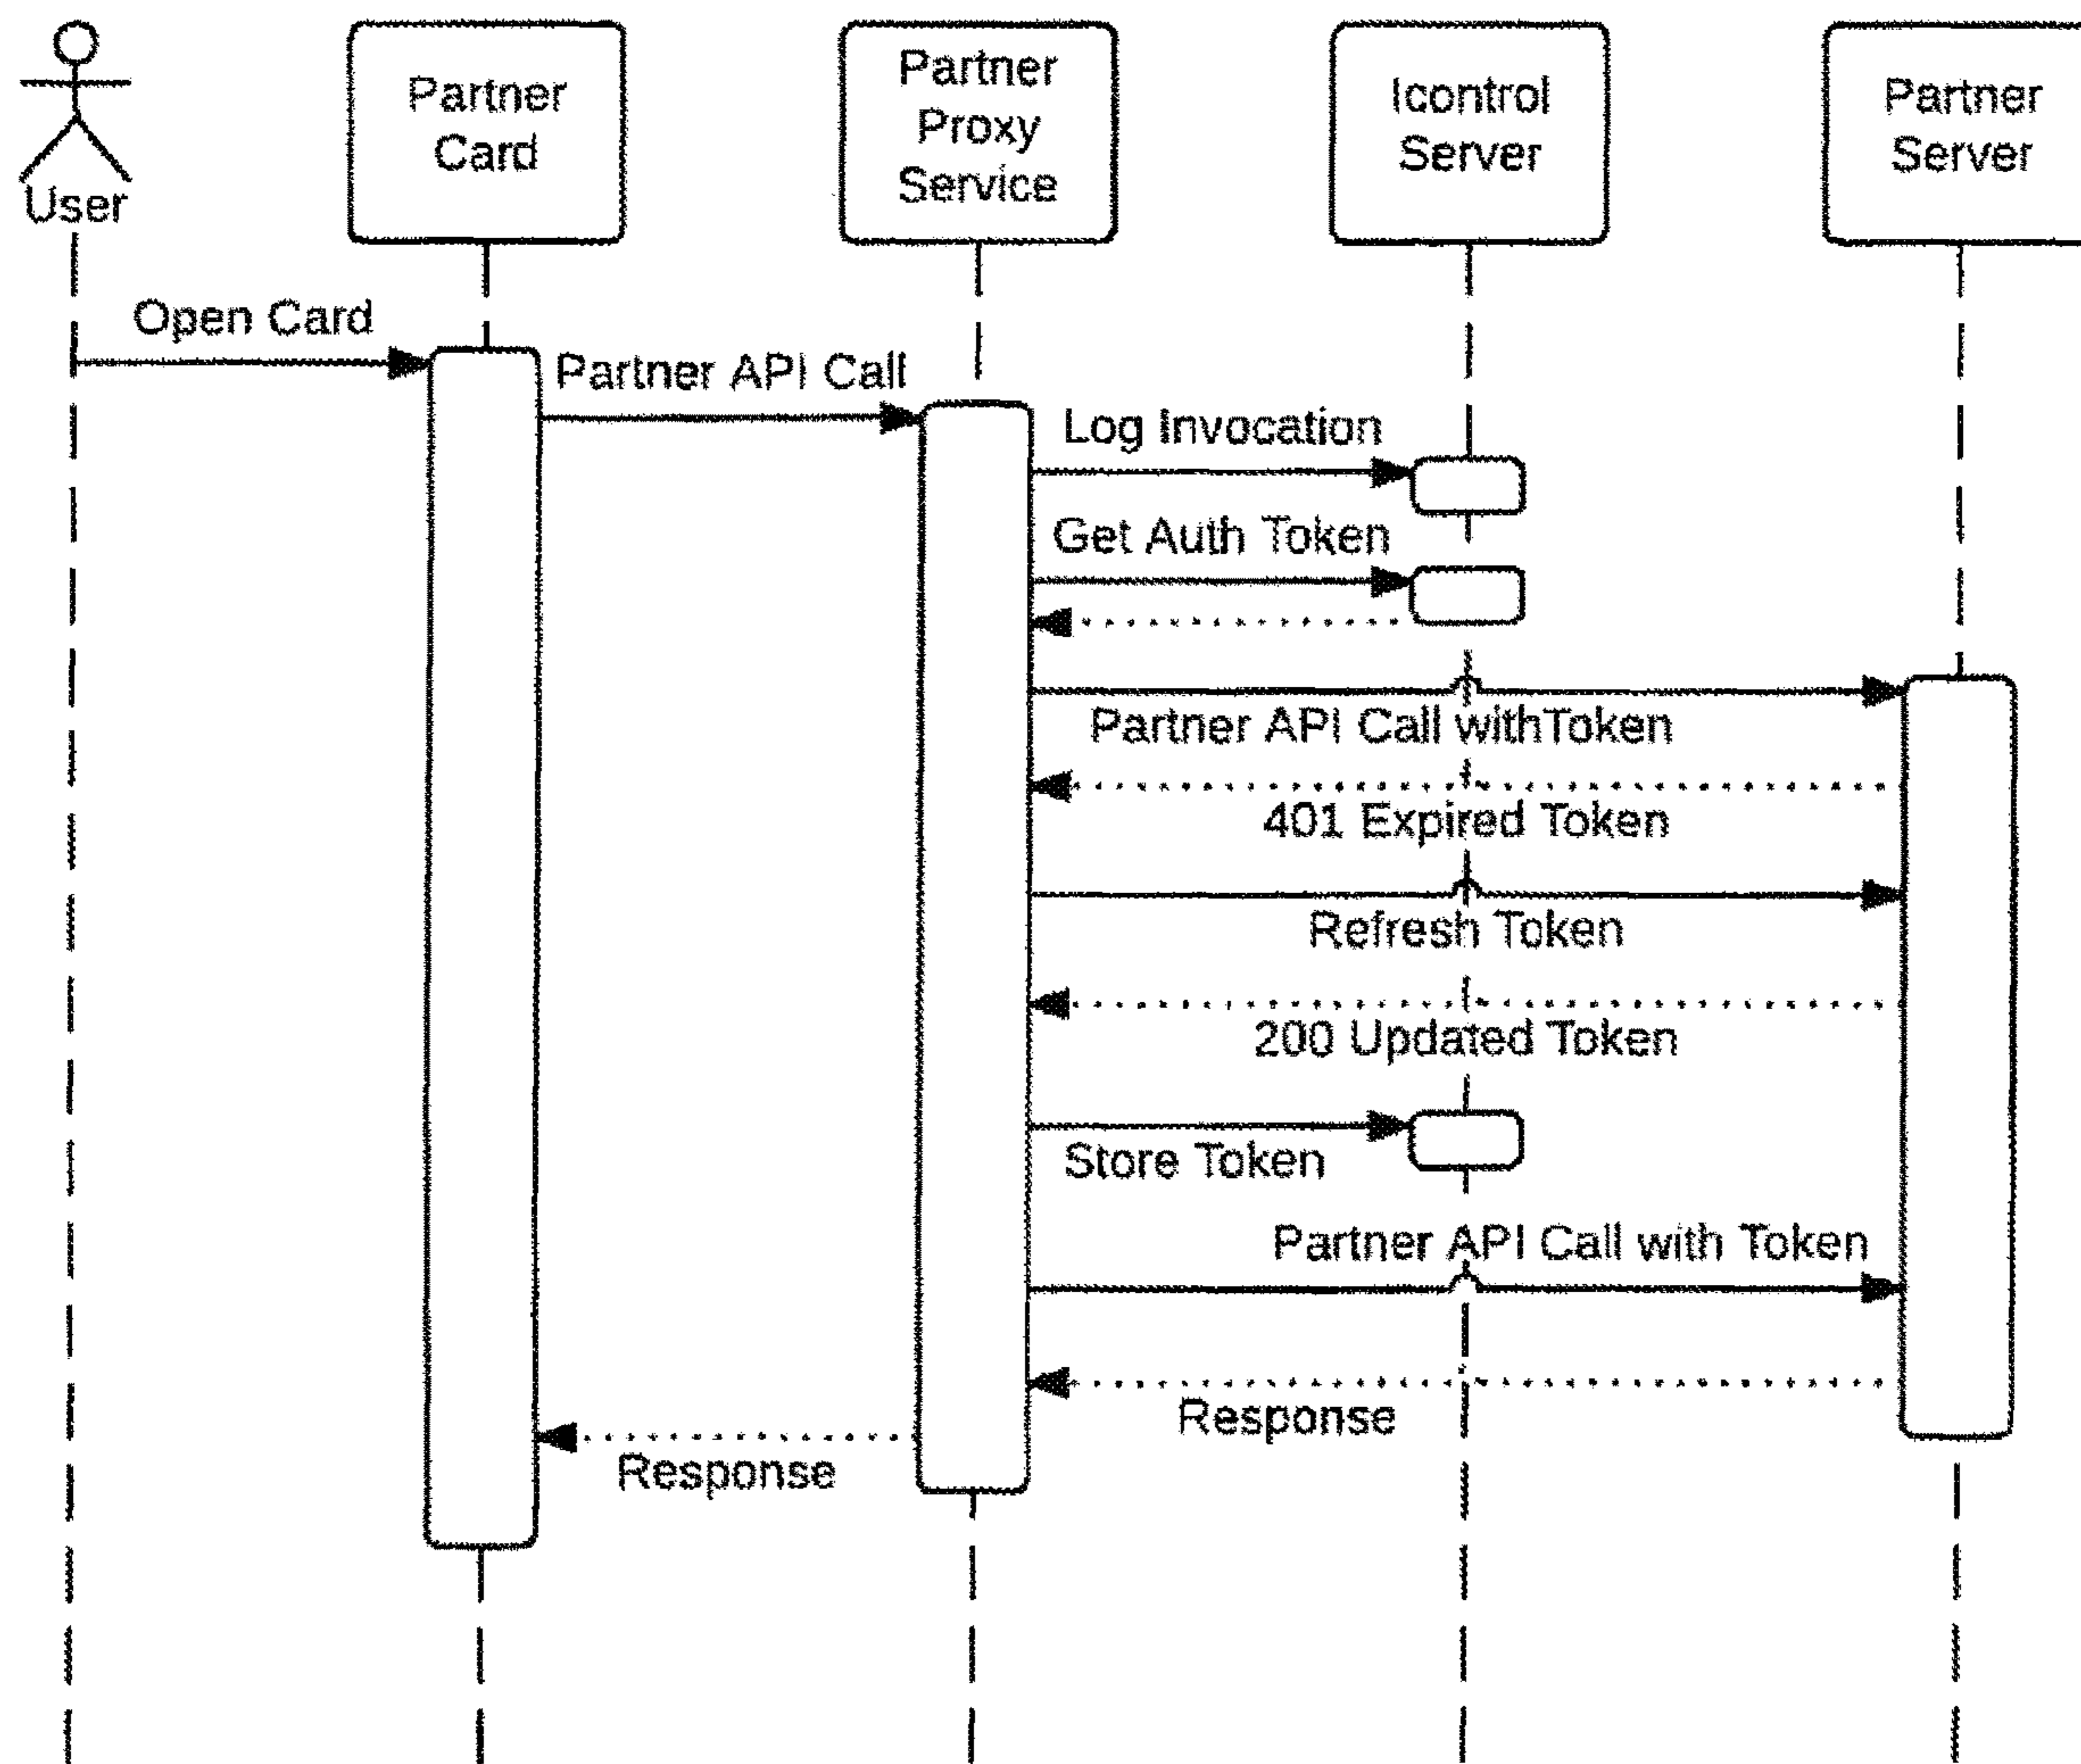 User
Partner
Card
Partner
Proxy
Service
Icontrol
Server
Partner
Server
Open Card
Partner API Call
Log Invocation
Get Auth Token
Partner API Call withToken
401 Expired Token
Refresh Token
200 Updated Token
Store Token
Partner API Call with Token
Response
Response